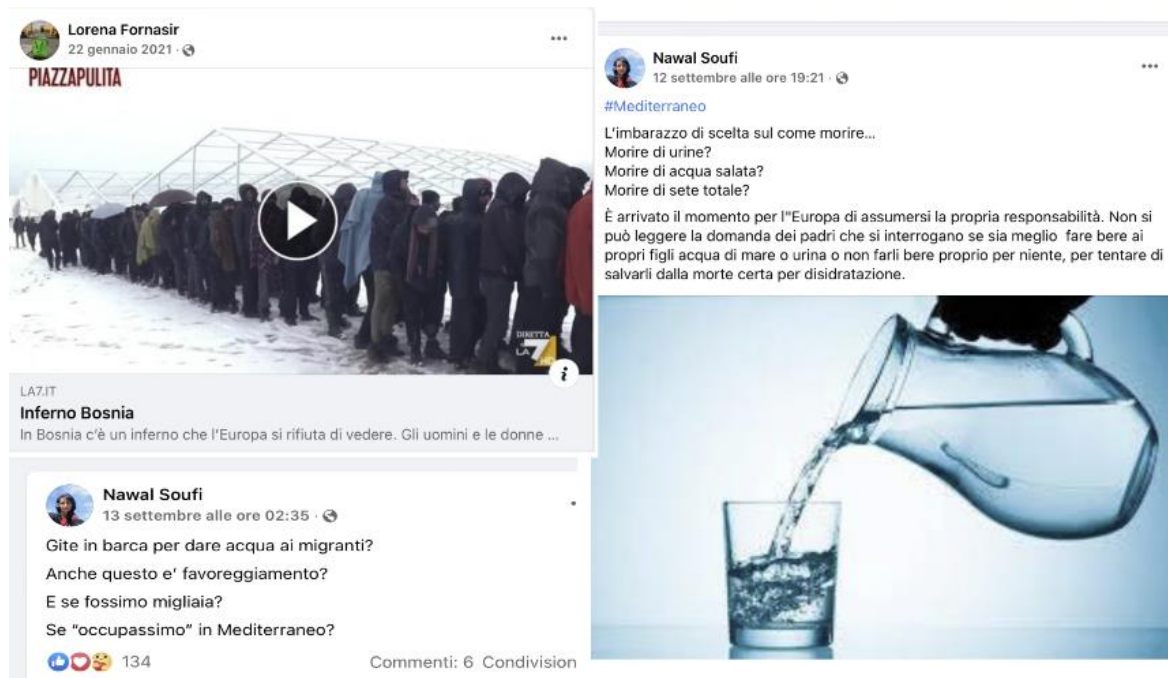 Lorena Fornasir
22 gennaio 2021 ·
PIAZZAPULITA
DIRETTA
LA 7 HD
LA7.IT
Inferno Bosnia
In Bosnia c'è un inferno che l'Europa si rifiuta di vedere. Gli uomini e le donne ...
Nawal Soufi
13 settembre alle ore 02:35 ·
Gite in barca per dare acqua ai migranti?
Anche questo e' favoreggiamento?
E se fossimo migliaia?
Se “occupassimo” in Mediterraneo?
134 Commenti: 6 Condivision
Nawal Soufi
12 settembre alle ore 19:21 ·
#Mediterraneo
L'imbarazzo di scelta sul come morire...
Morire di urine?
Morire di acqua salata?
Morire di sete totale?
È arrivato il momento per l"Europa di assumersi la propria responsabilità. Non si
può leggere la domanda dei padri che si interrogano se sia meglio fare bere ai
propri figli acqua di mare o urina o non farli bere proprio per niente, per tentare di
salvarli dalla morte certa per disidratazione.